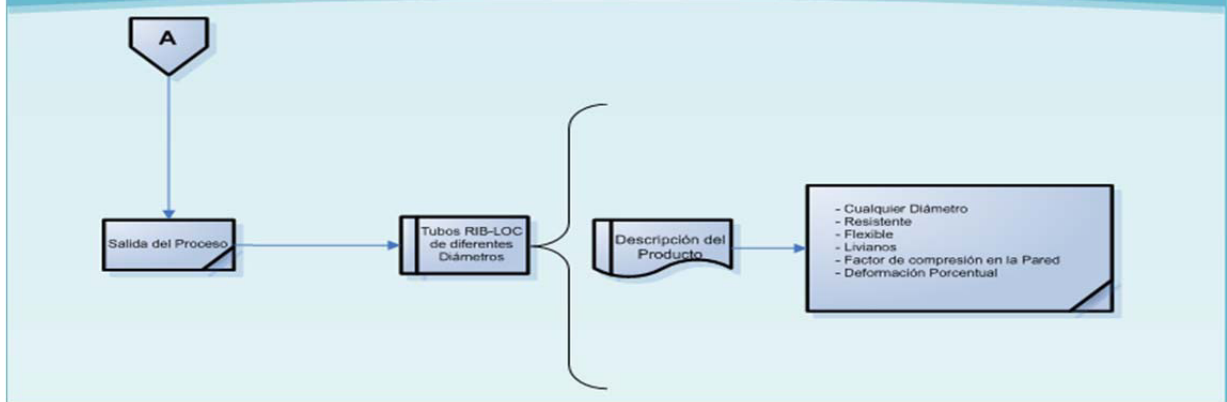 A
Salida del Proceso
Tubos RIB-LOC
de diferentes
Diámetros
Descripción del
Producto
- Cualquier Diámetro
- Resistente
- Flexible
- Livianos
- Factor de compresión en la Pared
- Deformación Porcentual